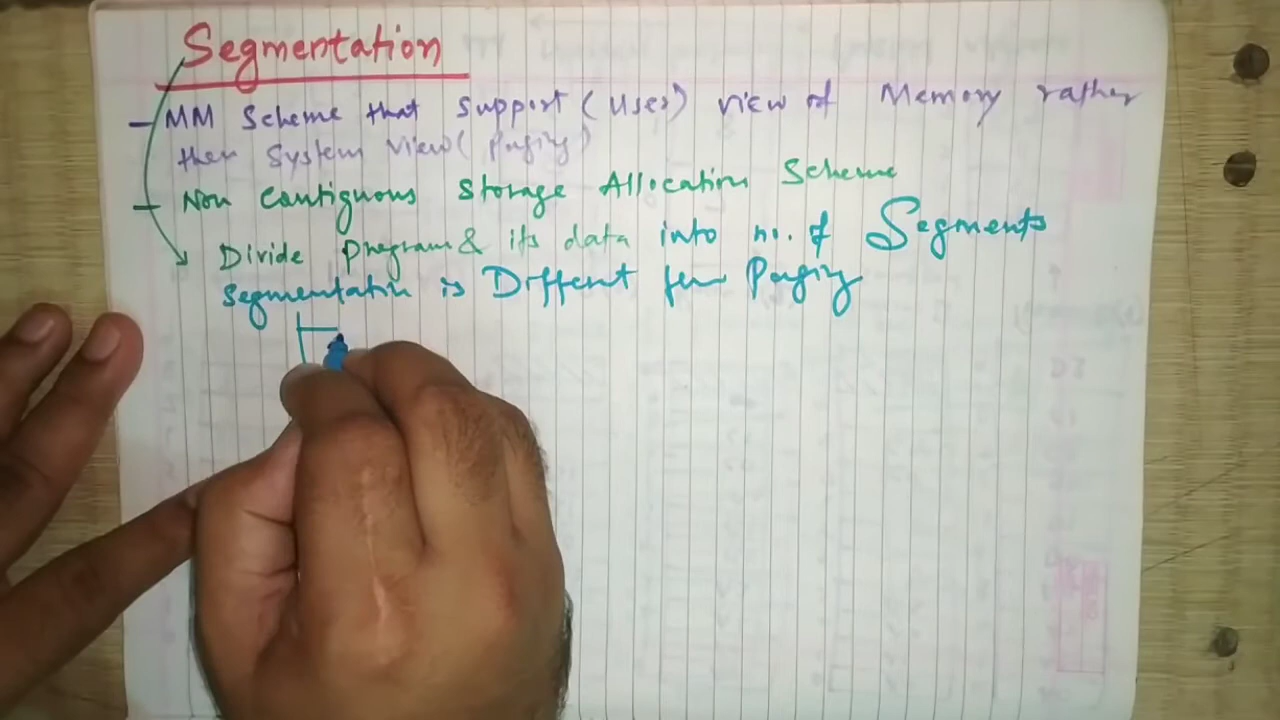 Segmentation
- MM Scheme that support (User) view of Memory rather
then System view (Paging)
- Non Contiguous Storage Allocation Scheme
Divide program & its data into no. of Segments
Segmentation is Different from Paging